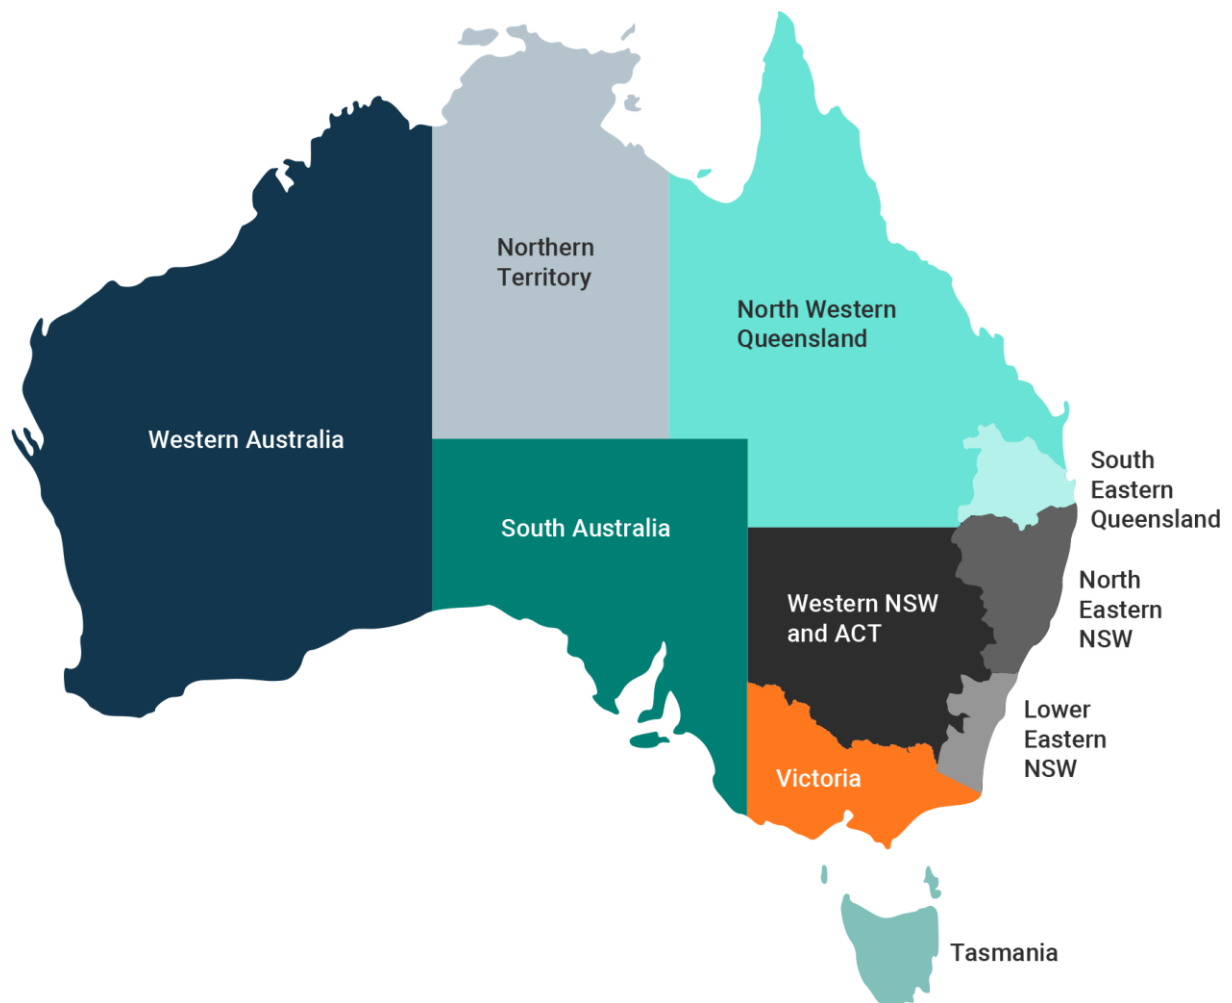 Northern
Territory
North Western
Queensland
Western Australia
South
Eastern
Queensland
South Australia
North
Eastern
NSW
Western NSW
and ACT
Lower
Eastern
NSW
Victoria
Tasmania